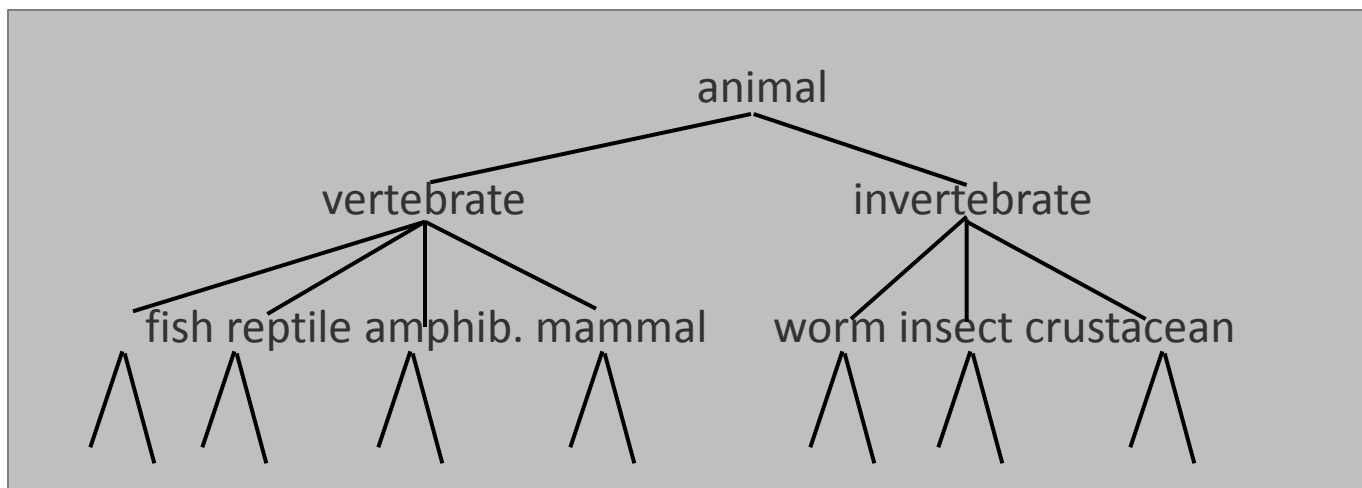 animal
vertebrate invertebrate
fish reptile amphib. mammal worm insect crustacean